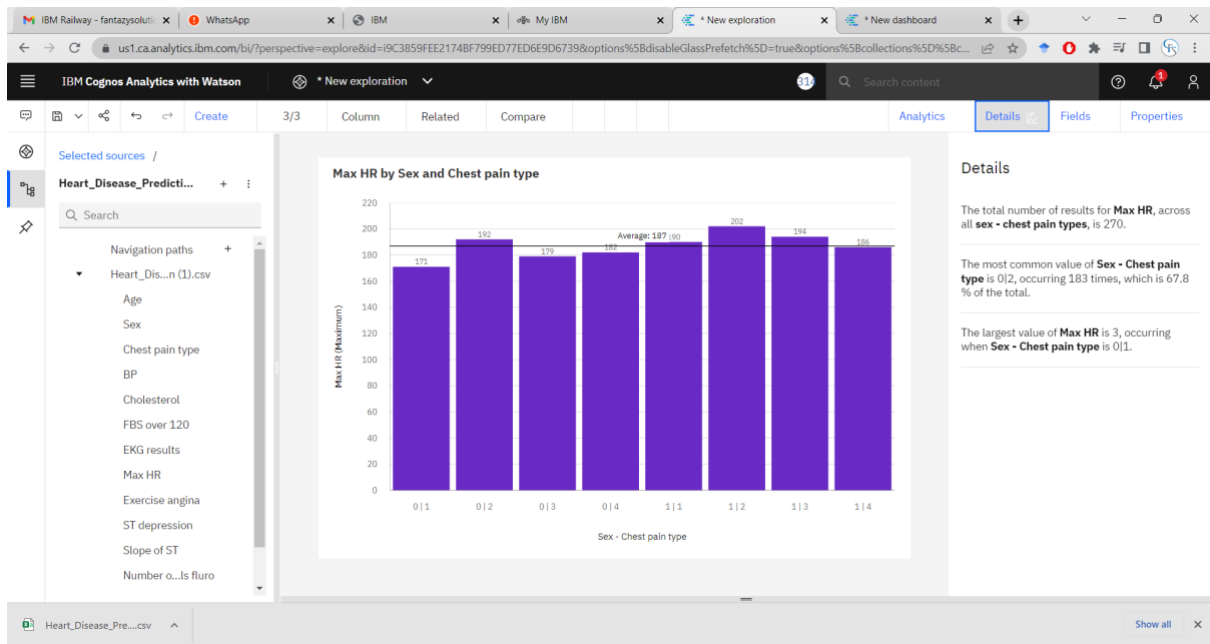 IBM Railway - fantazysoluti
WhatsApp
IBM
My IBM
* New exploration
* New dashboard
us1.ca.analytics.ibm.com/bi/?perspective=explore&id=i9C3859FEE2174BF799ED77ED6E9D6739&options%5BdisableGlassPrefetch%5D=true&options%5Bcollections%5D%5Bc...
IBM Cognos Analytics with Watson
* New exploration
314
Search content
1
Create
3/3
Column
Related
Compare
Analytics
Details
Fields
Properties
Selected sources /
Heart_Disease_Predicti...
Search
Navigation paths
Heart_Dis...n (1).csv
Age
Sex
Chest pain type
BP
Cholesterol
FBS over 120
EKG results
Max HR
Exercise angina
ST depression
Slope of ST
Number o...ls fluro
Max HR by Sex and Chest pain type
Max HR (Maximum)
220
200
180
160
140
120
100
80
60
40
20
0
171
192
179
182
Average: 187
190
202
194
186
0|1
0|2
0|3
0|4
1|1
1|2
1|3
1|4
Sex - Chest pain type
Details
The total number of results for Max HR, across
all sex - chest pain types, is 270.
The most common value of Sex - Chest pain
type is 0|2, occurring 183 times, which is 67.8
% of the total.
The largest value of Max HR is 3, occurring
when Sex - Chest pain type is 0|1.
Heart_Disease_Pre....csv
Show all